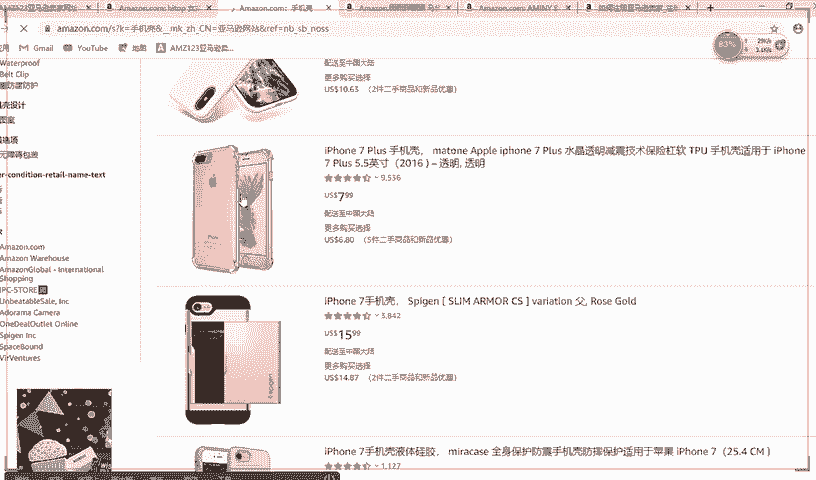 Amazon.com: 手机壳
amazon.com/s?k=手机壳&__mk_zh_CN=亚马逊网站&ref=nb_sb_noss
Gmail
YouTube
地图
AMZ123亚马逊卖...
83%
Waterproof
Belt Clip
图案
无障碍包装
er-condition-retail-name-text
Amazon.com
Amazon Warehouse
AmazonGlobal - International
Shopping
IPC-STORE
UnbeatableSale, Inc
Adorama Camera
OneDealOutlet Online
Spigen Inc
SpaceBound
VirVentures
配送至中国大陆
更多购买选择
US$10.63 (2件二手商品和新品优惠)
iPhone 7 Plus 手机壳, matone Apple iphone 7 Plus 水晶透明减震技术保险杠软 TPU 手机壳适用于 iPhone
7 Plus 5.5英寸 (2016 ) – 透明, 透明
9,536
US$7.99
配送至中国大陆
更多购买选择
US$6.80 (5件二手商品和新品优惠)
iPhone 7手机壳, Spigen [ SLIM ARMOR CS ] variation 父, Rose Gold
3,842
US$15.99
配送至中国大陆
更多购买选择
US$14.87 (2件二手商品和新品优惠)
iPhone 7手机壳液体硅胶, miracase 全身保护防震手机壳防摔保护适用于苹果 iPhone 7 (25.4 CM )
1,127